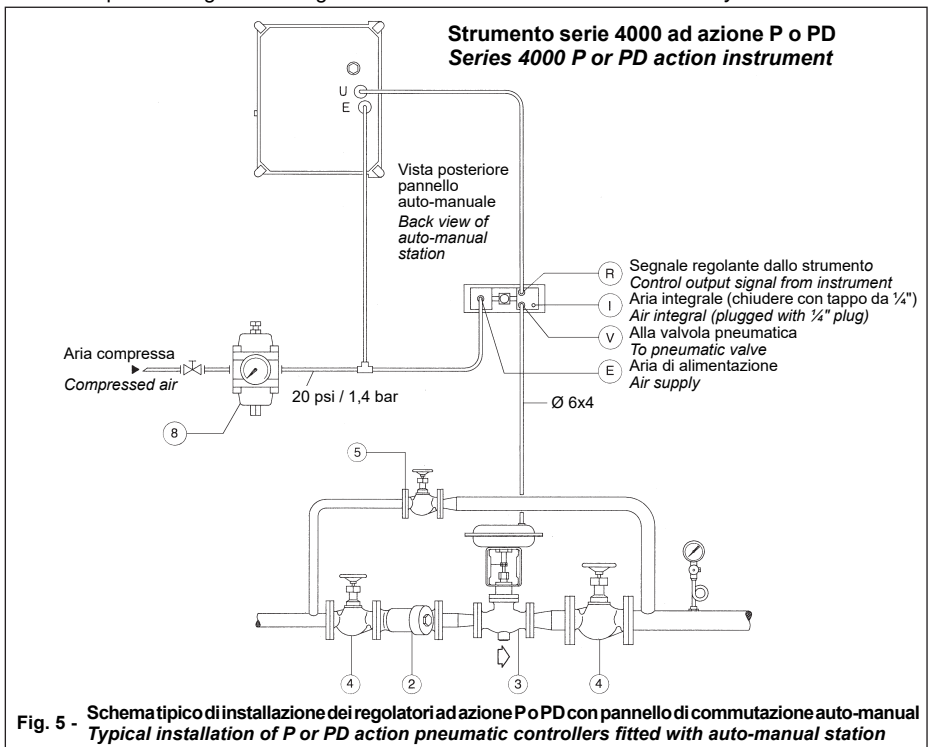 Strumento serie 4000 ad azione P o PD
Series 4000 P or PD action instrument
U
E
Vista posteriore
pannello
auto-manuale
Back view of
auto-manual
station
R Segnale regolante dallo strumento
Control output signal from instrument
I Aria integrale (chiudere con tappo da ¼")
Air integral (plugged with ¼" plug)
V Alla valvola pneumatica
To pneumatic valve
E Aria di alimentazione
Air supply
Aria compressa
Compressed air
20 psi / 1,4 bar
Ø 6x4
8
5
4
2
3
4
Fig. 5 - Schema tipico di installazione dei regolatori ad azione P o PD con pannello di commutazione auto-manual
Typical installation of P or PD action pneumatic controllers fitted with auto-manual station